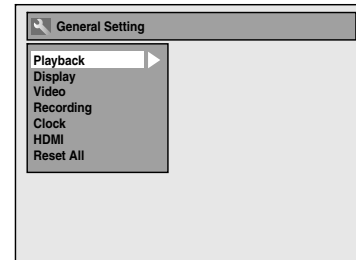 General Setting
Playback
Display
Video
Recording
Clock
HDMI
Reset All